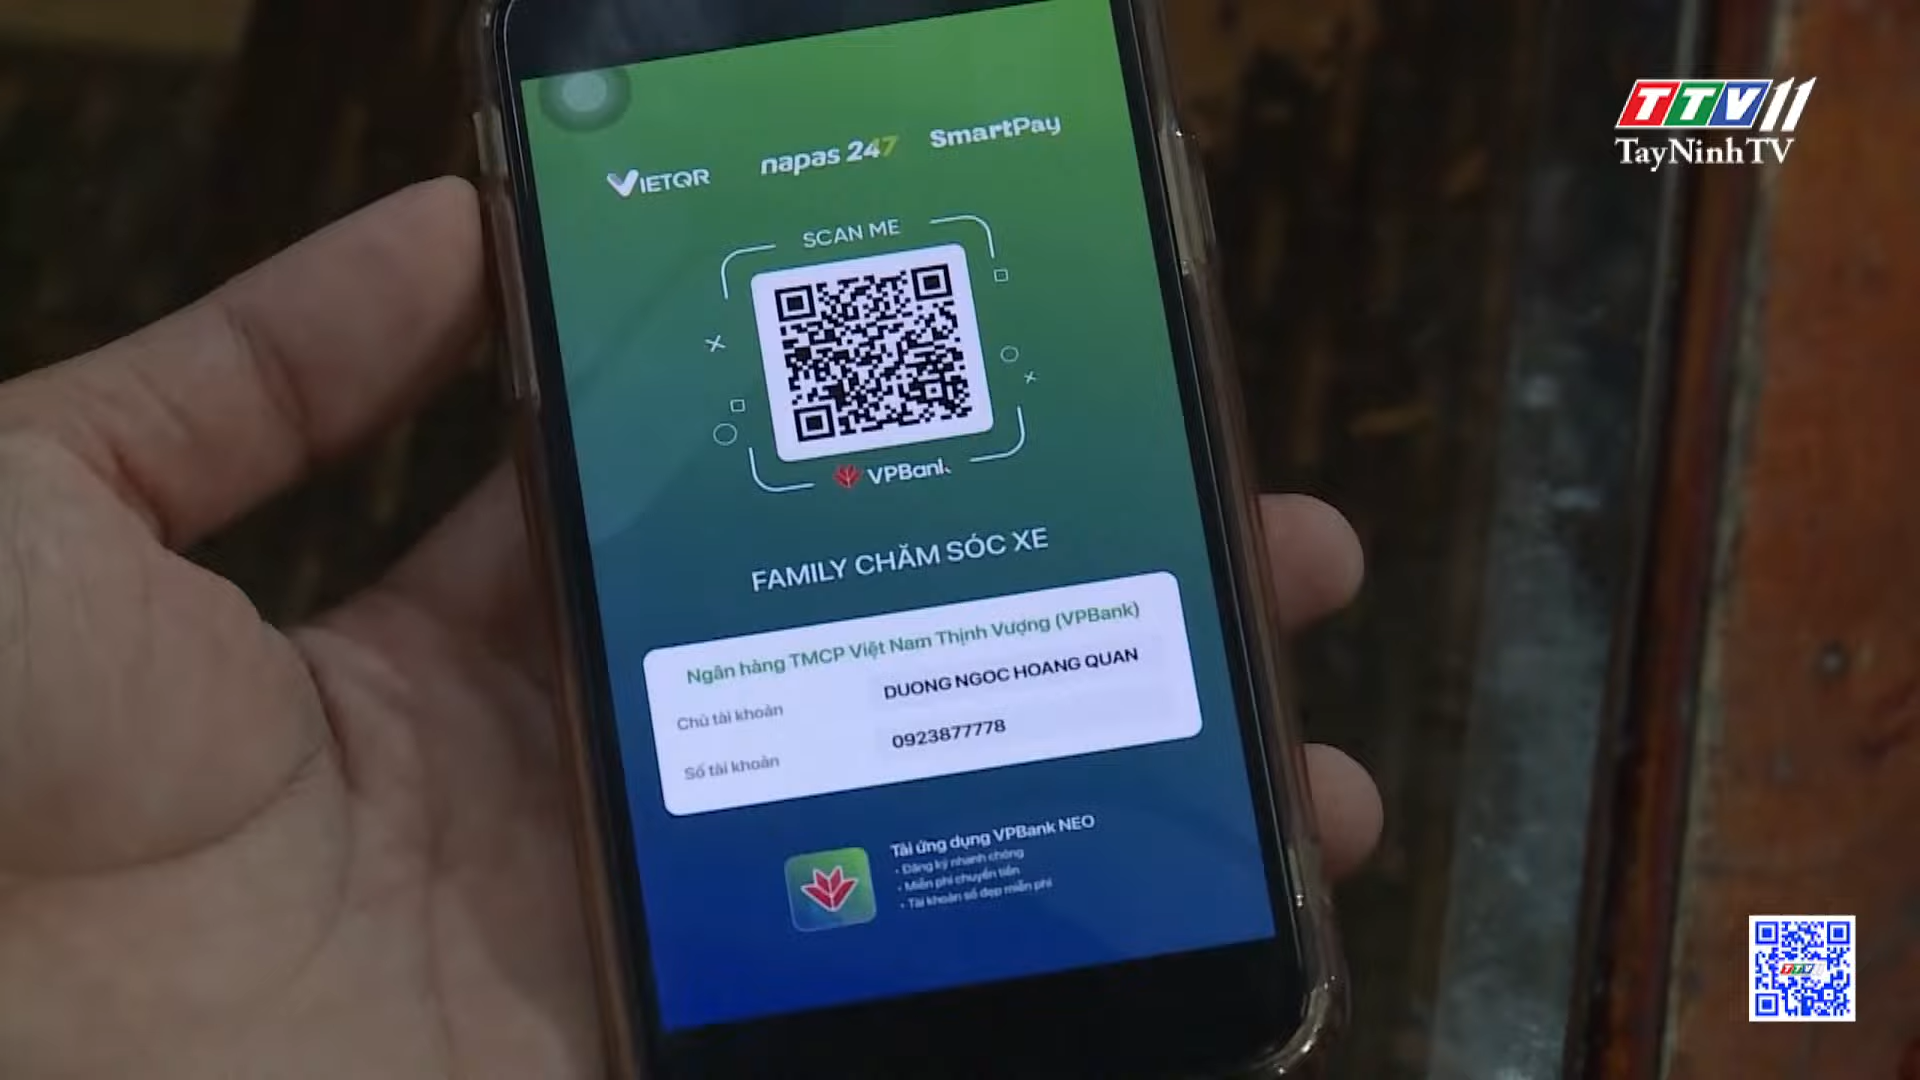 TTV11
TayNinhTV
VIETQR napas 247 SmartPay
SCAN ME
VPBank
FAMILY CHĂM SÓC XE
Ngân hàng TMCP Việt Nam Thịnh Vượng (VPBank)
Chủ tài khoản DUONG NGOC HOANG QUAN
Số tài khoản 0923877778
Tải ứng dụng VPBank NEO
• Đăng ký nhanh chóng
• Miễn phí chuyển tiền
• Tài khoản số đẹp miễn phí
TTV11